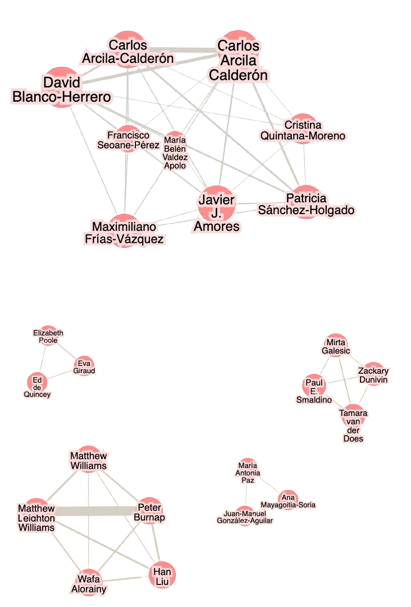 Carlos
Arcila-Calderón
Carlos
Arcila
Calderón
David
Blanco-Herrero
Francisco
Seoane-Pérez
María
Belén
Valdez
Apolo
Cristina
Quintana-Moreno
Javier
J.
Amores
Patricia
Sánchez-Holgado
Maximiliano
Frías-Vázquez
Elizabeth
Poole
Eva
Giraud
Ed
de
Quincey
Mirta
Galesic
Zackary
Dunivin
Paul
E.
Smaldino
Tamara
van
der
Does
Matthew
Williams
Matthew
Leighton
Williams
Peter
Burnap
Wafa
Alorainy
Han
Liu
María
Antonia
Paz
Ana
Mayagoitia-Soria
Juan-Manuel
González-Aguilar